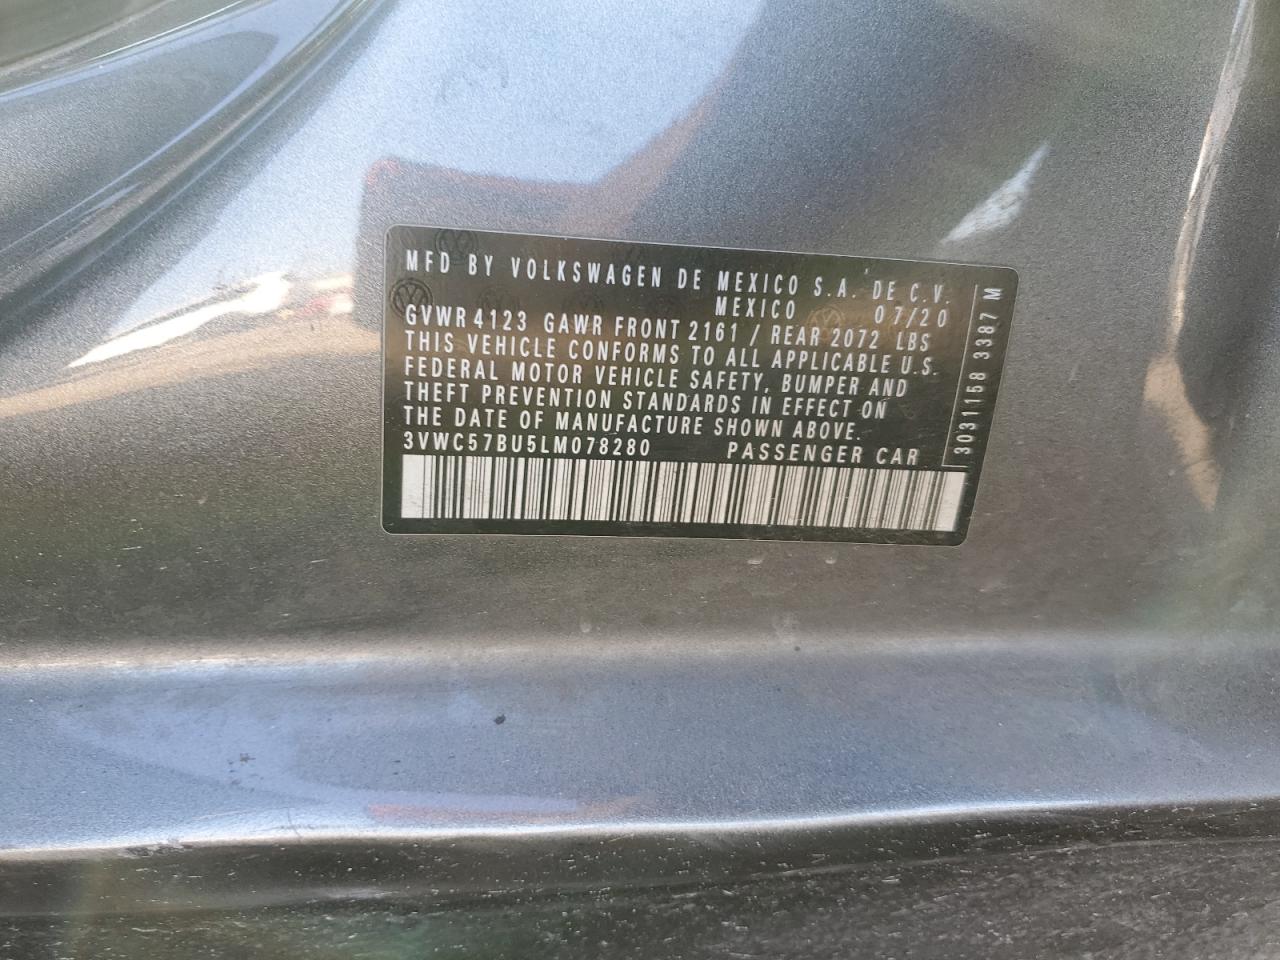 MFD BY VOLKSWAGEN DE MEXICO S.A. DE C.V.
MEXICO 07/20
GVWR 4123 GAWR FRONT 2161 / REAR 2072 LBS
THIS VEHICLE CONFORMS TO ALL APPLICABLE U.S.
FEDERAL MOTOR VEHICLE SAFETY, BUMPER AND
THEFT PREVENTION STANDARDS IN EFFECT ON
THE DATE OF MANUFACTURE SHOWN ABOVE.
3VWC57BU5LM078280 PASSENGER CAR
3031158 3387 M